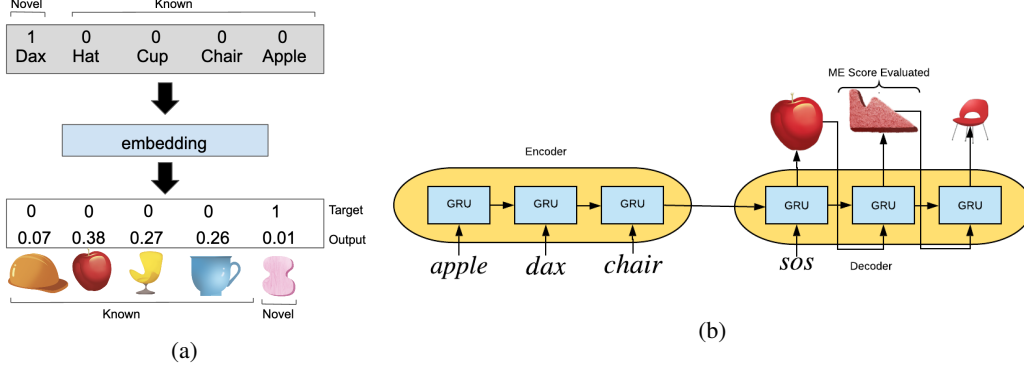 Novel Known
1 0 0 0 0
Dax Hat Cup Chair Apple
embedding
0 0 0 0 1 Target
0.07 0.38 0.27 0.26 0.01 Output
Known Novel
(a)
ME Score Evaluated
Encoder
GRU GRU GRU GRU GRU GRU
apple dax chair sos
Decoder
(b)